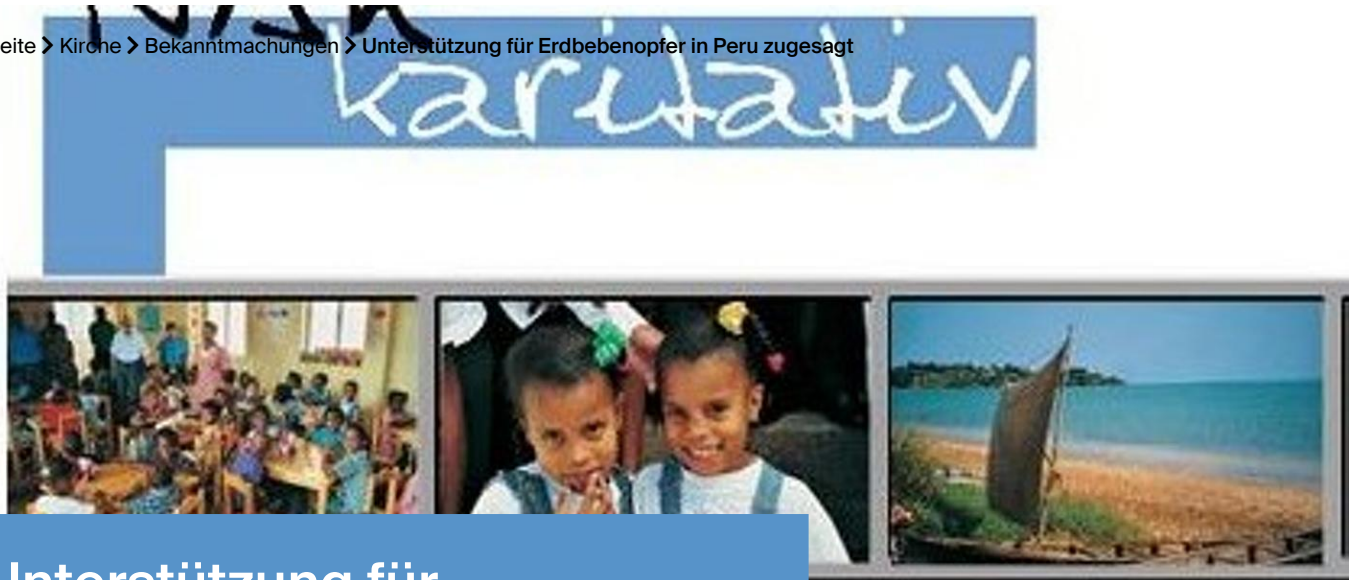 eite > Kirche > Bekanntmachungen > Unterstützung für Erdbebenopfer in Peru zugesagt
karitativ
Unterstützung für